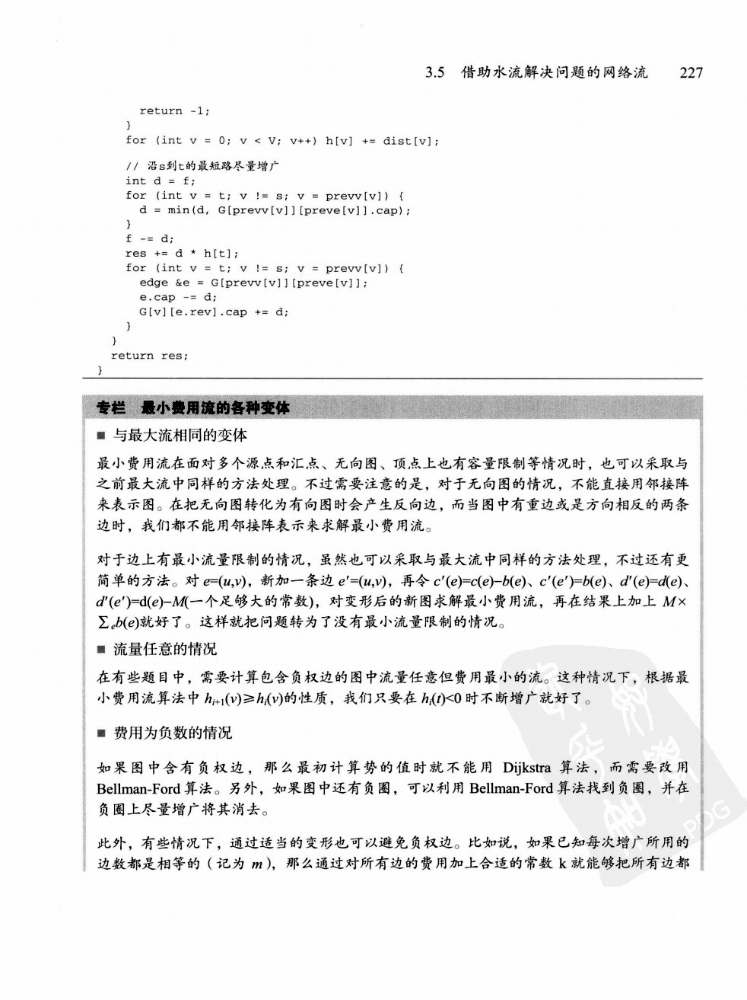 3.5 借助水流解决问题的网络流 227
return -1;
}
for (int v = 0; v < V; v++) h[v] += dist[v];
// 沿s到t的最短路尽量增广
int d = f;
for (int v = t; v != s; v = prevv[v]) {
d = min(d, G[prevv[v]][preve[v]].cap);
}
f -= d;
res += d * h[t];
for (int v = t; v != s; v = prevv[v]) {
edge &e = G[prevv[v]][preve[v]];
e.cap -= d;
G[v][e.rev].cap += d;
}
}
return res;
}
专栏 最小费用流的各种变体
■ 与最大流相同的变体
最小费用流在面对多个源点和汇点、无向图、顶点上也有容量限制等情况时，也可以采取与
之前最大流中同样的方法处理。不过需要注意的是，对于无向图的情况，不能直接用邻接阵
来表示图。在把无向图转化为有向图时会产生反向边，而当图中有重边或是方向相反的两条
边时，我们都不能用邻接阵表示来求解最小费用流。
对于边上有最小流量限制的情况，虽然也可以采取与最大流中同样的方法处理，不过还有更
简单的方法。对 e=(u,v)，新加一条边 e'=(u,v)，再令 c'(e)=c(e)–b(e)、c'(e')=b(e)、d'(e)=d(e)、
d'(e')=d(e)–M(一个足够大的常数)，对变形后的新图求解最小费用流，再在结果上加上 M×
∑eb(e)就好了。这样就把问题转为了没有最小流量限制的情况。
■ 流量任意的情况
在有些题目中，需要计算包含负权边的图中流量任意但费用最小的流。这种情况下，根据最
小费用流算法中 hi+1(v)≥hi(v)的性质，我们只要在 hi(t)<0 时不断增广就好了。
■ 费用为负数的情况
如果图中含有负权边，那么最初计算势的值时就不能用 Dijkstra 算法，而需要改用
Bellman-Ford 算法。另外，如果图中还有负圈，可以利用 Bellman-Ford 算法找到负圈，并在
负圈上尽量增广将其消去。
此外，有些情况下，通过适当的变形也可以避免负权边。比如说，如果已知每次增广所用的
边数都是相等的（记为 m），那么通过对所有边的费用加上合适的常数 k 就能够把所有边都
PDG